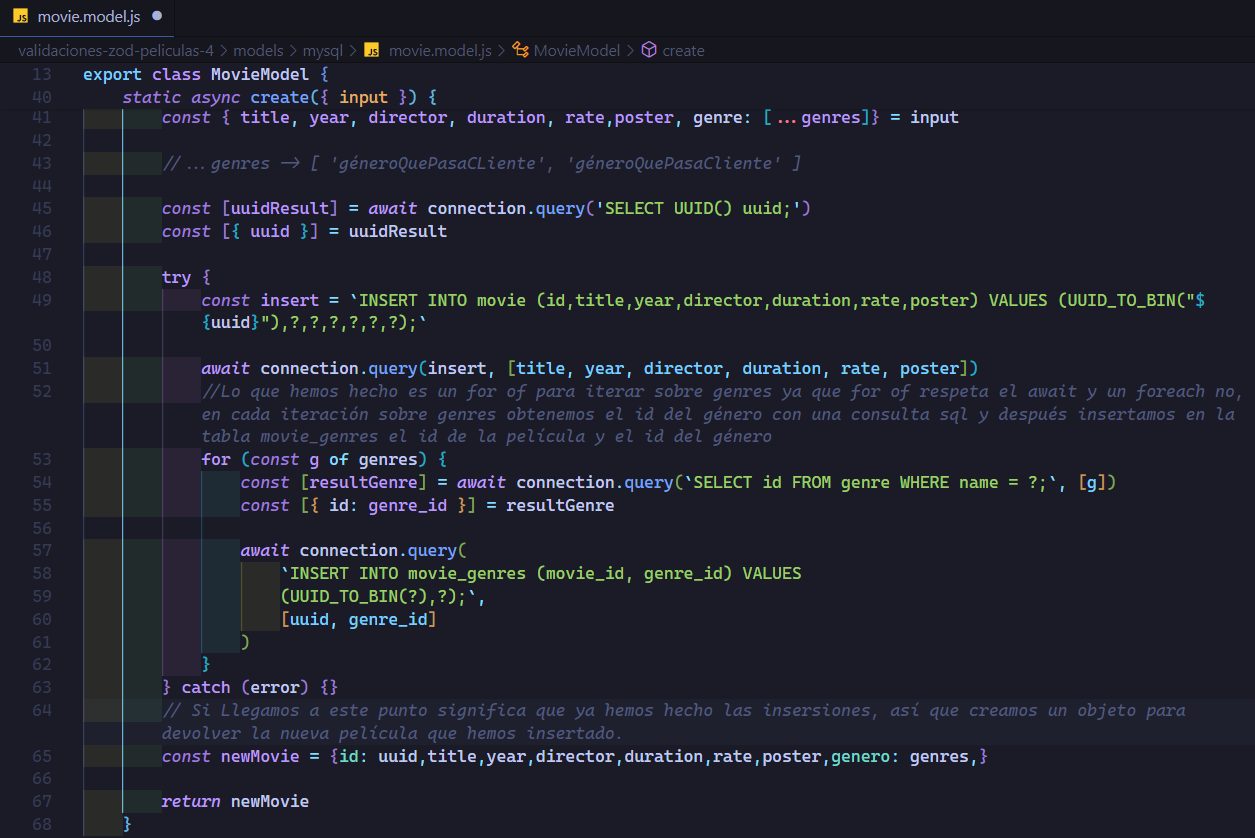 JS movie.model.js
validaciones-zod-peliculas-4 > models > mysql > JS movie.model.js > MovieModel > create
13 export class MovieModel {
40 static async create({ input }) {
41 const { title, year, director, duration, rate,poster, genre: [...genres]} = input
42
43 //...genres -> [ 'géneroQuePasaCLiente', 'géneroQuePasaCliente' ]
44
45 const [uuidResult] = await connection.query('SELECT UUID() uuid;')
46 const [{ uuid }] = uuidResult
47
48 try {
49 const insert = `INSERT INTO movie (id,title,year,director,duration,rate,poster) VALUES (UUID_TO_BIN("$
{uuid}"),?,?,?,?,?,?);`
50
51 await connection.query(insert, [title, year, director, duration, rate, poster])
52 //Lo que hemos hecho es un for of para iterar sobre genres ya que for of respeta el await y un foreach no,
en cada iteración sobre genres obtenemos el id del género con una consulta sql y después insertamos en la
tabla movie_genres el id de la película y el id del género
53 for (const g of genres) {
54 const [resultGenre] = await connection.query(`SELECT id FROM genre WHERE name = ?;`, [g])
55 const [{ id: genre_id }] = resultGenre
56
57 await connection.query(
58 `INSERT INTO movie_genres (movie_id, genre_id) VALUES
59 (UUID_TO_BIN(?),?);`,
60 [uuid, genre_id]
61 )
62 }
63 } catch (error) {}
64 // Si Llegamos a este punto significa que ya hemos hecho las insersiones, así que creamos un objeto para
devolver la nueva película que hemos insertado.
65 const newMovie = {id: uuid,title,year,director,duration,rate,poster,genero: genres,}
66
67 return newMovie
68 }